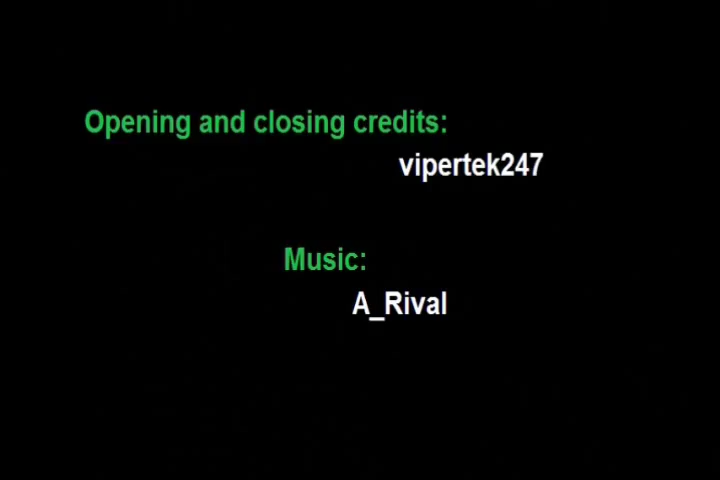 Opening and closing credits:
vipertek247
Music:
A_Rival